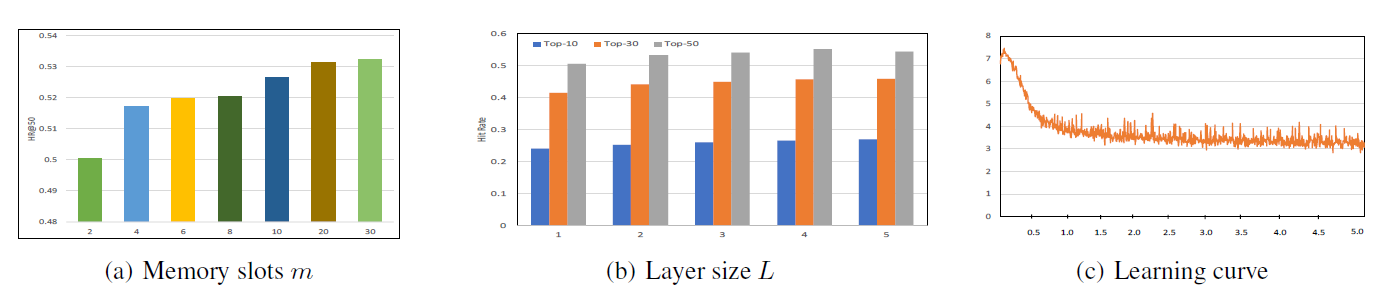 0.54
0.53
0.52
0.51
0.5
0.49
0.48
HR@50
2 4 6 8 10 20 30
(a) Memory slots m
0.6
0.5
0.4
0.3
0.2
0.1
0
Hit Rate
Top-10 Top-30 Top-50
1 2 3 4 5
(b) Layer size L
8
7
6
5
4
3
2
1
0
0.5 1.0 1.5 2.0 2.5 3.0 3.5 4.0 4.5 5.0
(c) Learning curve